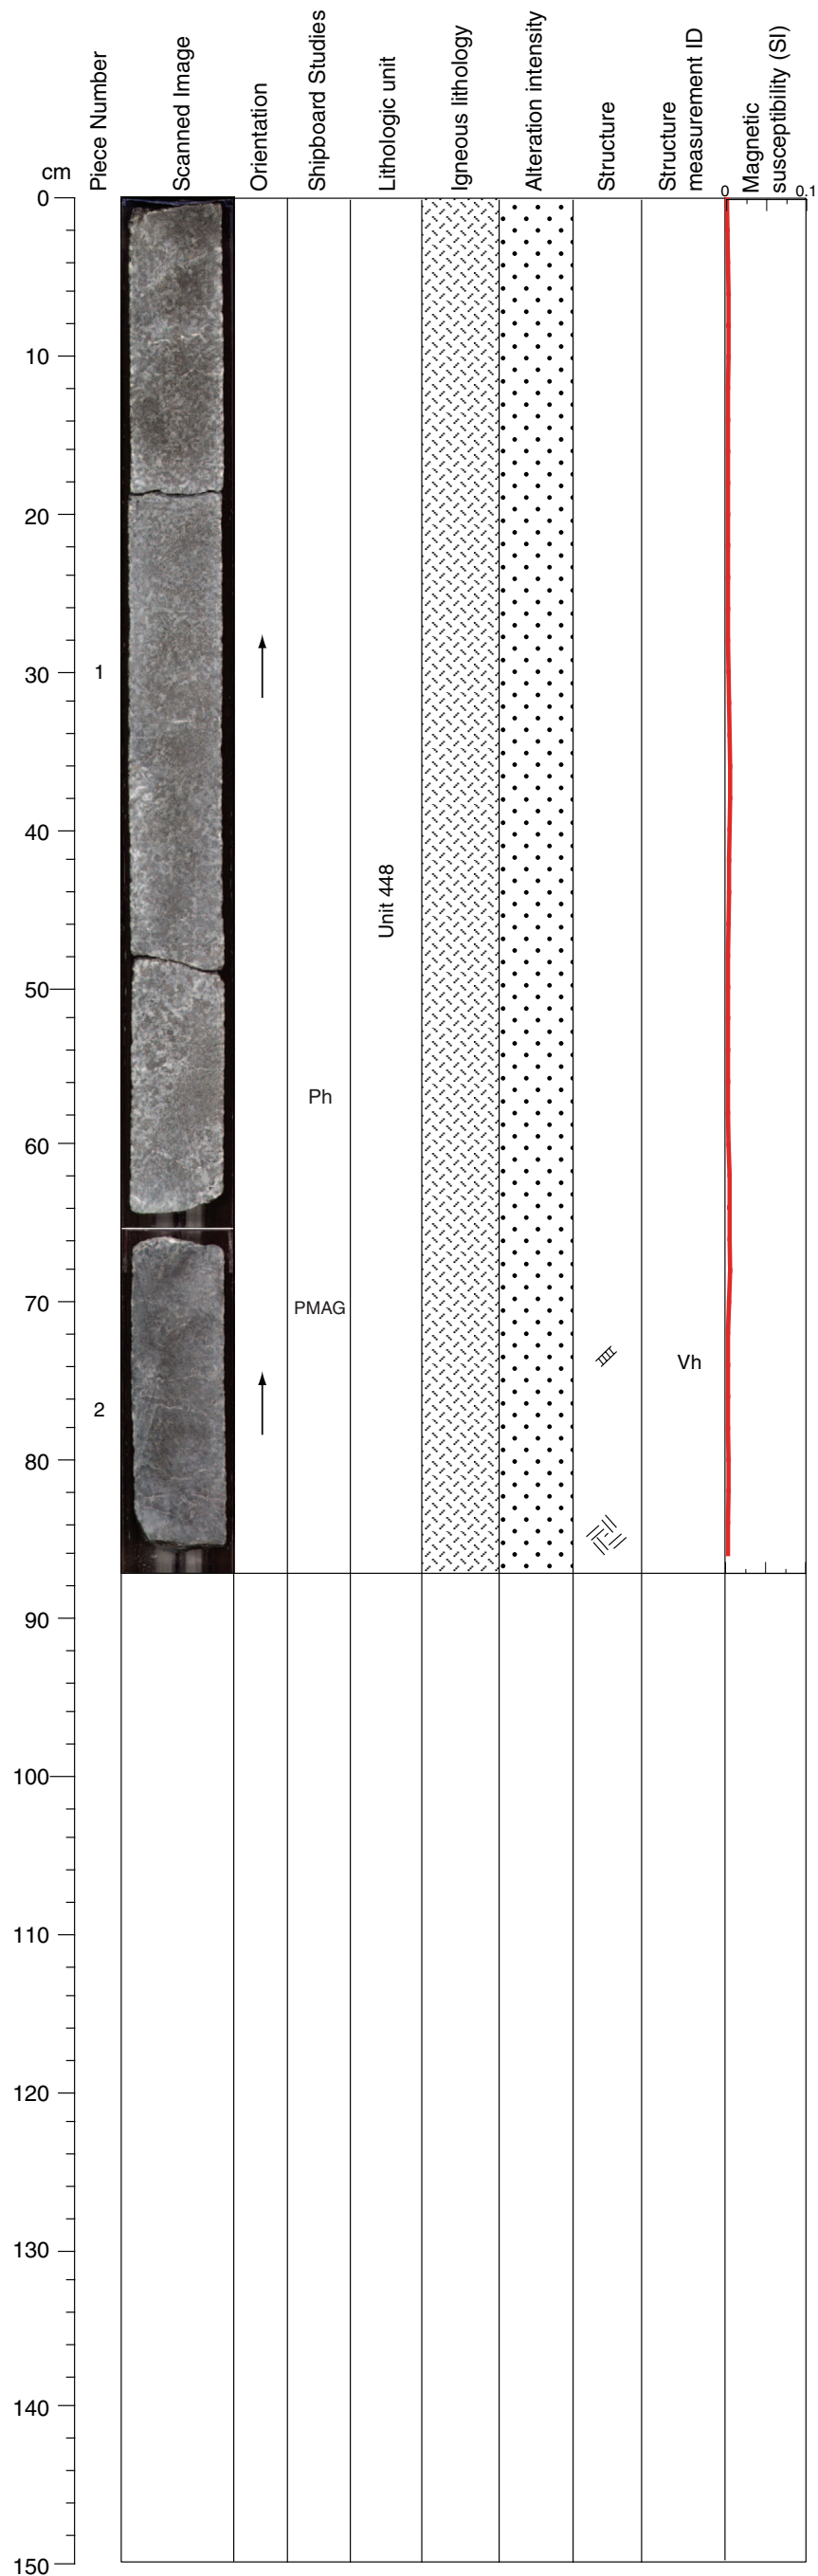 cm
Piece Number
Scanned Image
Orientation
Shipboard Studies
Lithologic unit
Igneous lithology
Alteration intensity
Structure
Structure
measurement ID
Magnetic
susceptibility (SI)
0
0.1
0
10
20
30
1
40
Unit 448
50
Ph
60
70
PMAG
Vh
2
80
90
100
110
120
130
140
150